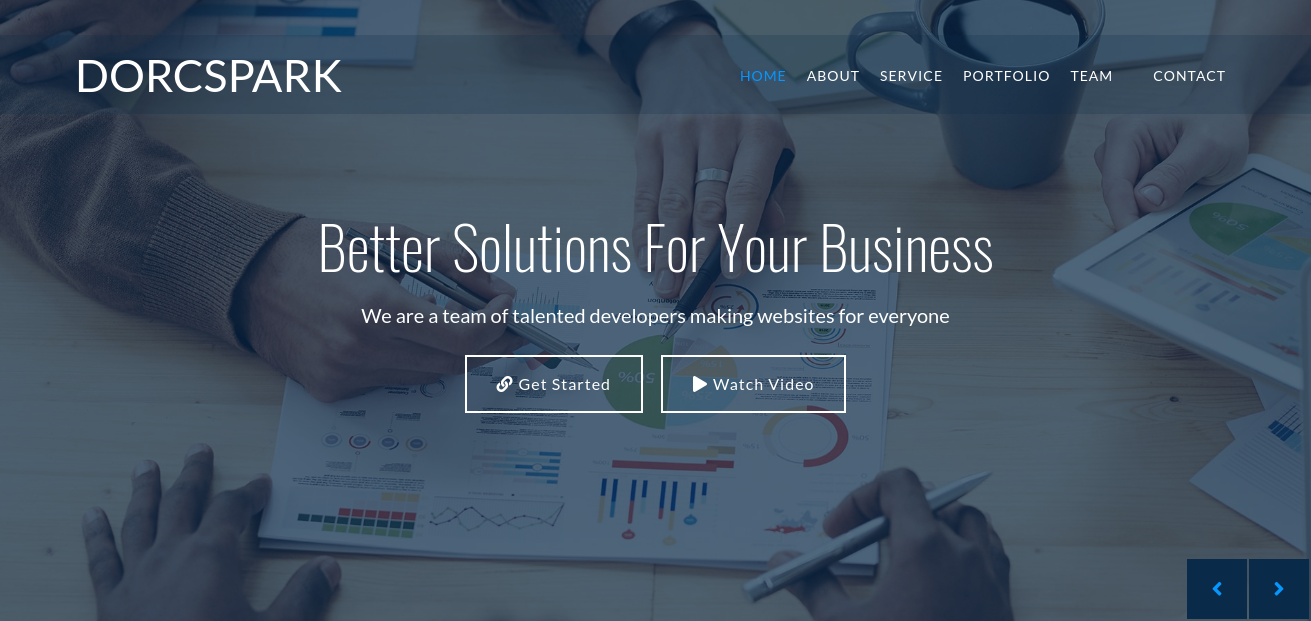 DORCSPARK
HOME ABOUT SERVICE PORTFOLIO TEAM CONTACT
Better Solutions For Your Business
We are a team of talented developers making websites for everyone
Get Started
Watch Video
50%